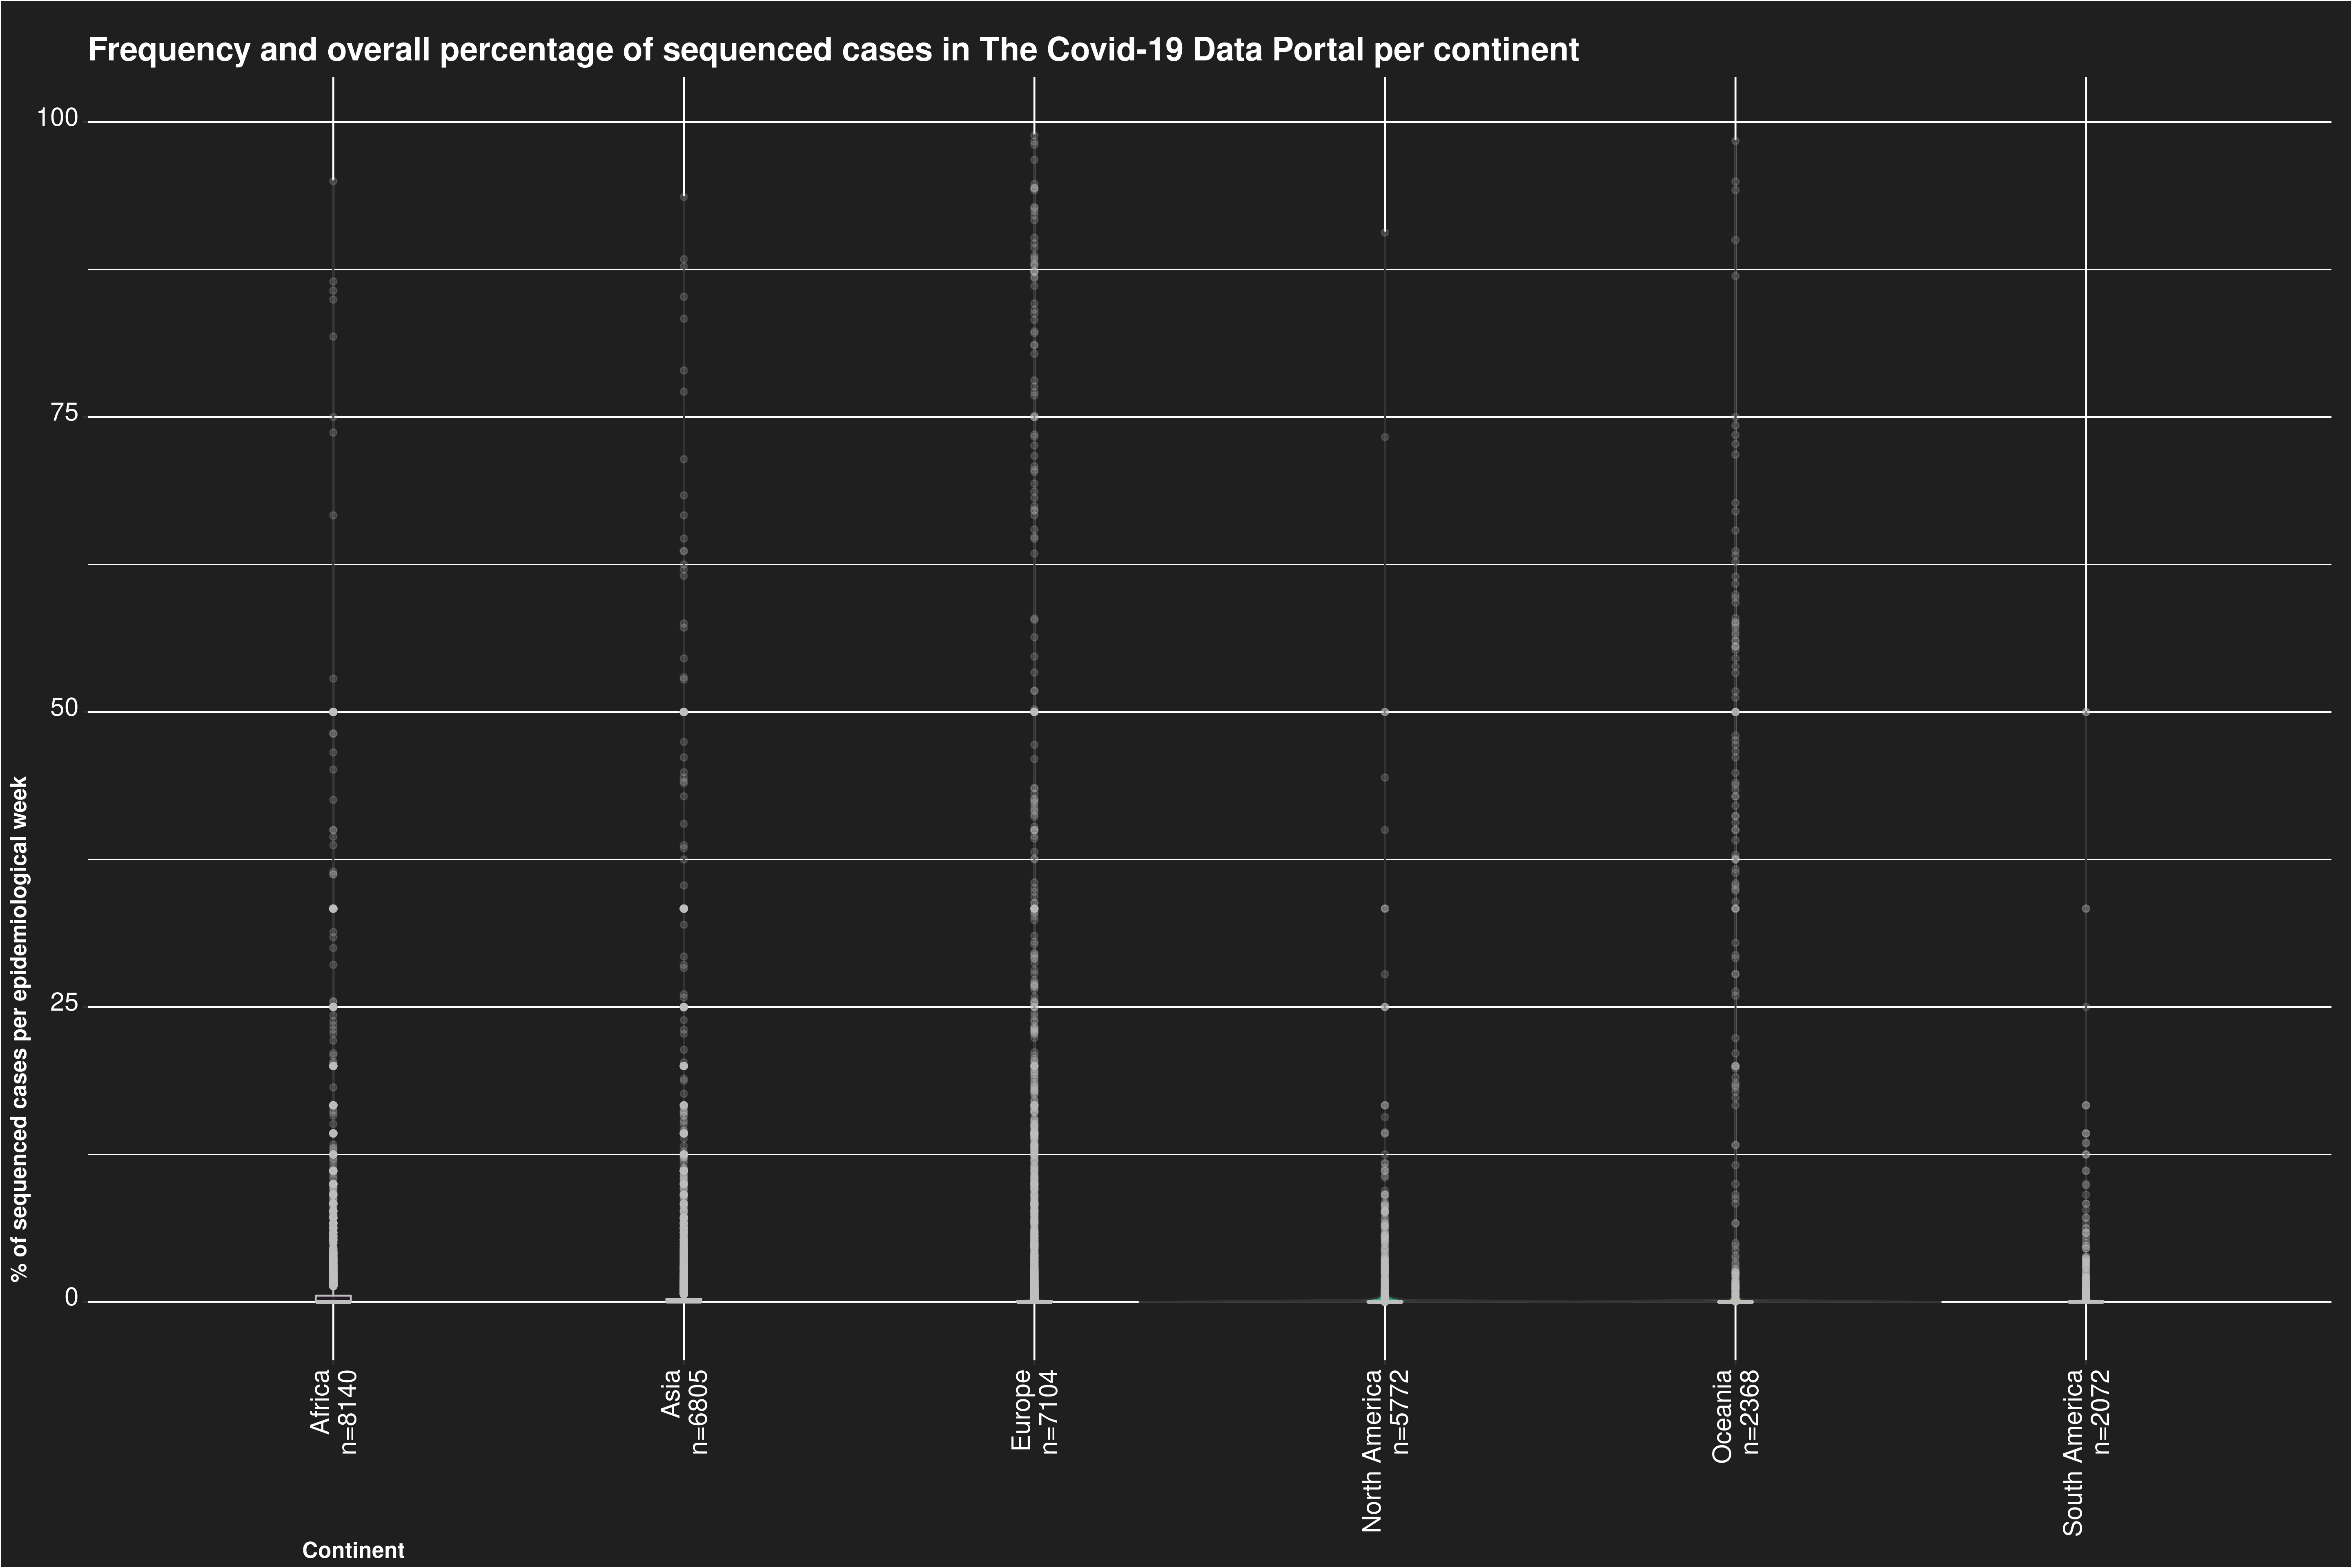 Frequency and overall percentage of sequenced cases in The Covid-19 Data Portal per continent
% of sequenced cases per epidemiological week
100
75
50
25
0
Africa
n=8140
Asia
n=6805
Europe
n=7104
North America
n=5772
Oceania
n=2368
South America
n=2072
Continent